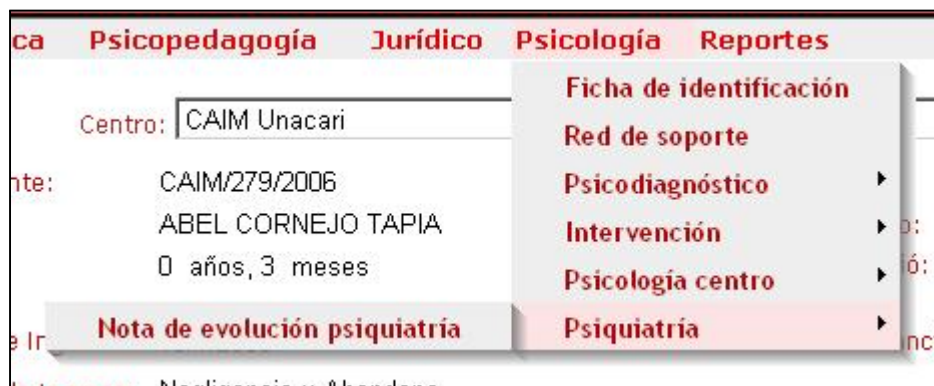 ca Psicopedagogía Jurídico Psicología Reportes
Ficha de identificación
Centro: CAIM Unacari
Red de soporte
nte: CAIM/279/2006
Psicodiagnóstico
ABEL CORNEJO TAPIA
Intervención
0 años, 3 meses
Psicología centro
Nota de evolución psiquiatría
Psiquiatría
Negligencia y Abandono